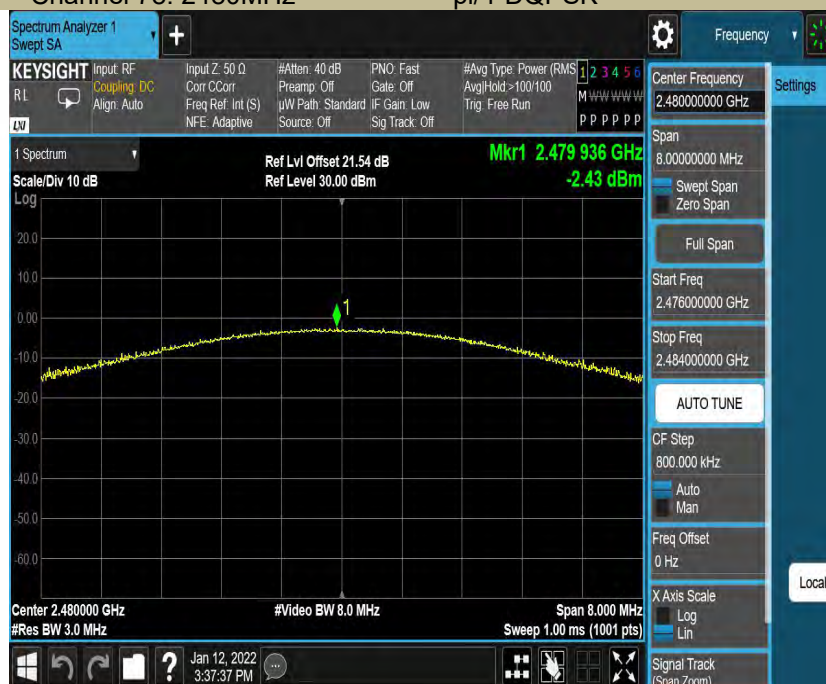 Channel 78: 2480MHz pi/4-DQPSK
Spectrum Analyzer 1
Swept SA
Frequency
KEYSIGHT
R L
LXI
Input: RF
Coupling: DC
Align: Auto
Input Z: 50 Ω
Corr CCorr
Freq Ref: Int (S)
NFE: Adaptive
#Atten: 40 dB
Preamp: Off
µW Path: Standard
Source: Off
PNO: Fast
Gate: Off
IF Gain: Low
Sig Track: Off
#Avg Type: Power (RMS
Avg|Hold:>100/100
Trig: Free Run
1 2 3 4 5 6
M W W W W W
P P P P P P
Center Frequency
2.480000000 GHz
Settings
1 Spectrum
Scale/Div 10 dB
Log
Ref Lvl Offset 21.54 dB
Ref Level 30.00 dBm
Mkr1 2.479 936 GHz
-2.43 dBm
20.0
10.0
0.00
-10.0
-20.0
-30.0
-40.0
-50.0
-60.0
1
Span
8.00000000 MHz
Swept Span
Zero Span
Full Span
Start Freq
2.476000000 GHz
Stop Freq
2.484000000 GHz
AUTO TUNE
CF Step
800.000 kHz
Auto
Man
Freq Offset
0 Hz
Local
X Axis Scale
Log
Lin
Signal Track
(Span Zoom)
Center 2.480000 GHz
#Res BW 3.0 MHz
#Video BW 8.0 MHz
Span 8.000 MHz
Sweep 1.00 ms (1001 pts)
?
Jan 12, 2022
3:37:37 PM